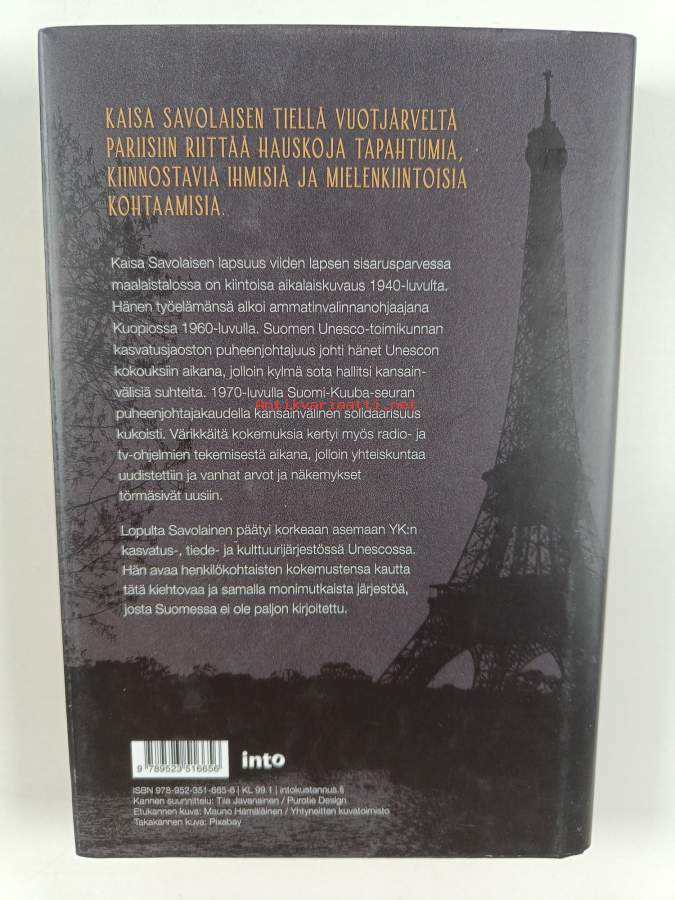 KAISA SAVOLAISEN TIELLÄ VUOTJÄRVELTÄ
PARIISIIN RIITTÄÄ HAUSKOJA TAPAHTUMIA,
KIINNOSTAVIA IHMISIÄ JA MIELENKIINTOISIA
KOHTAAMISIA.
Kaisa Savolaisen lapsuus viiden lapsen sisarusparvessa
maalaistalossa on kiintoisa aikalaiskuvaus 1940-luvulta.
Hänen työelämänsä alkoi ammatinvalinnanohjaajana
Kuopiossa 1960-luvulla. Suomen Unesco-toimikunnan
kasvatusjaoston puheenjohtajuus johti hänet Unescon
kokouksiin aikana, jolloin kylmä sota hallitsi kansain-
välisiä suhteita. 1970-luvulla Suomi-Kuuba-seuran
puheenjohtajakaudella kansainvälinen solidaarisuus
Antikvariaatti.net
kukoisti. Värikkäitä kokemuksia kertyi myös radio- ja
tv-ohjelmien tekemisestä aikana, jolloin yhteiskuntaa
uudistettiin ja vanhat arvot ja näkemykset
törmäsivät uusiin.
Lopulta Savolainen päätyi korkeaan asemaan YK:n
kasvatus-, tiede- ja kulttuurijärjestössä Unescossa.
Hän avaa henkilökohtaisten kokemustensa kautta
tätä kiehtovaa ja samalla monimutkaista järjestöä,
josta Suomessa ei ole paljon kirjoitettu.
9 789523 516656
into
ISBN 978-952-351-665-6 | KL 99.1 | intokustannus.fi
Kannen suunnittelu: Tiia Javanainen / Purotie Design
Etukannen kuva: Mauno Hämäläinen / Yhtyneitten kuvatoimisto
Takakannen kuva: Pixabay